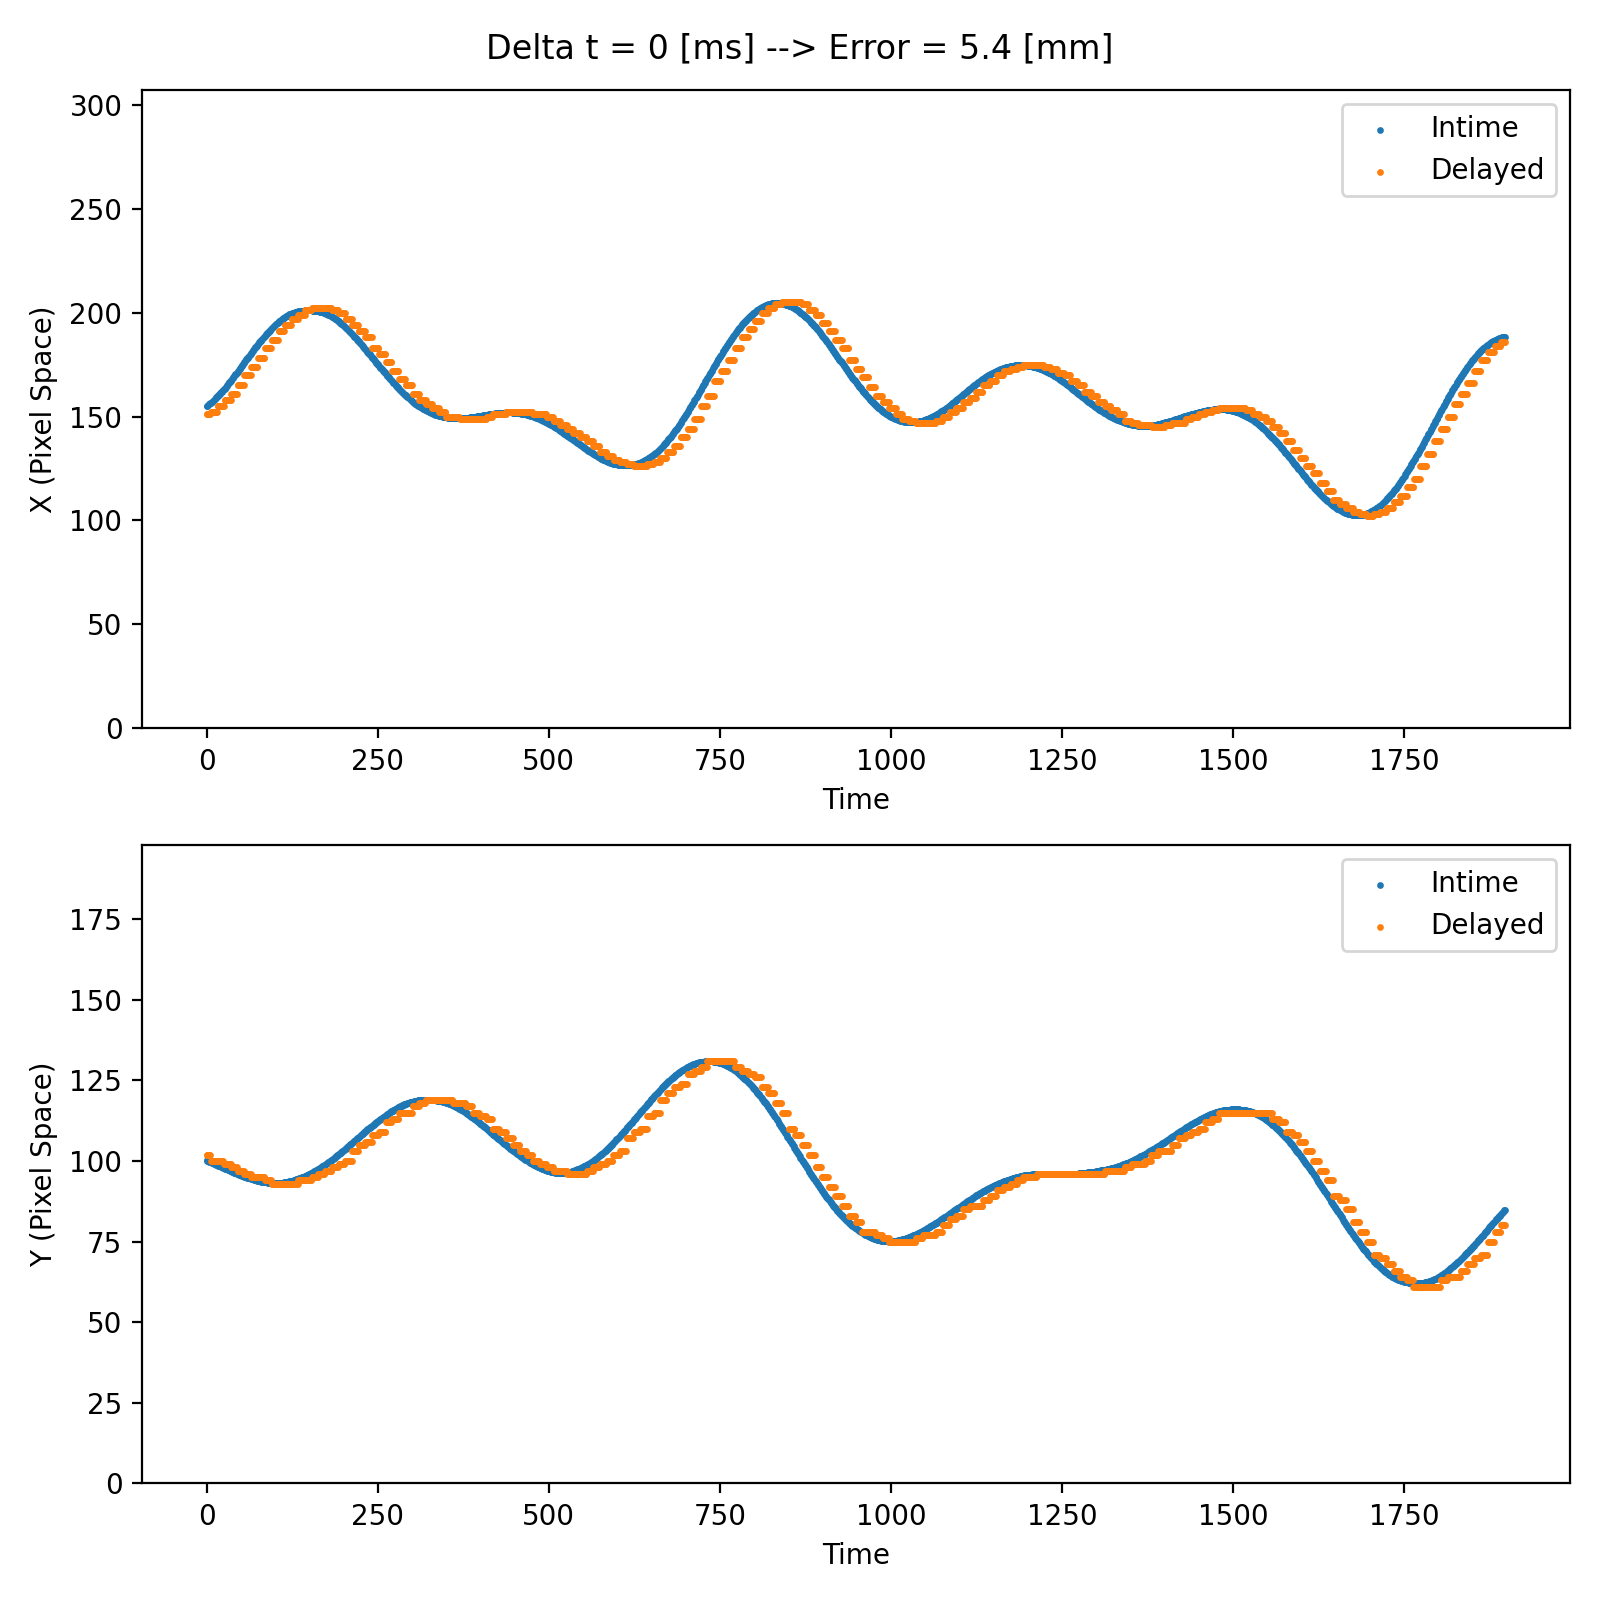 Delta t = 0 [ms] --> Error = 5.4 [mm]
300
250
200
150
100
50
0
X (Pixel Space)
Intime
Delayed
0 250 500 750 1000 1250 1500 1750
Time
175
150
125
100
75
50
25
0
Y (Pixel Space)
Intime
Delayed
0 250 500 750 1000 1250 1500 1750
Time